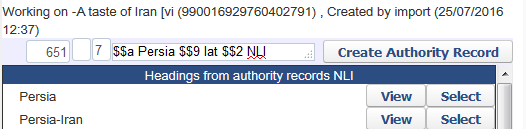 Working on -A taste of Iran [vi (990016929760402791) , Created by import (25/07/2016
12:37)
651 7 $$a Persia $$9 lat $$2 NLI Create Authority Record
Headings from authority records NLI
Persia View Select
Persia-Iran View Select